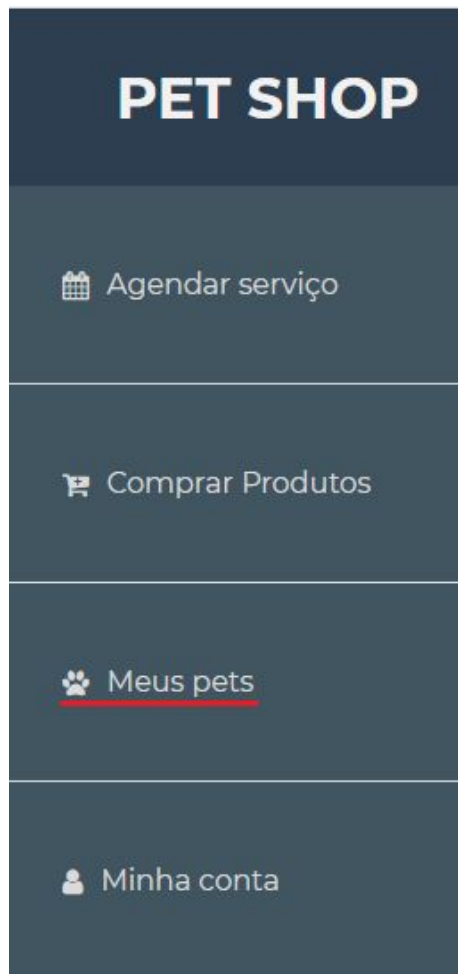 PET SHOP
Agendar serviço
Comprar Produtos
Meus pets
Minha conta